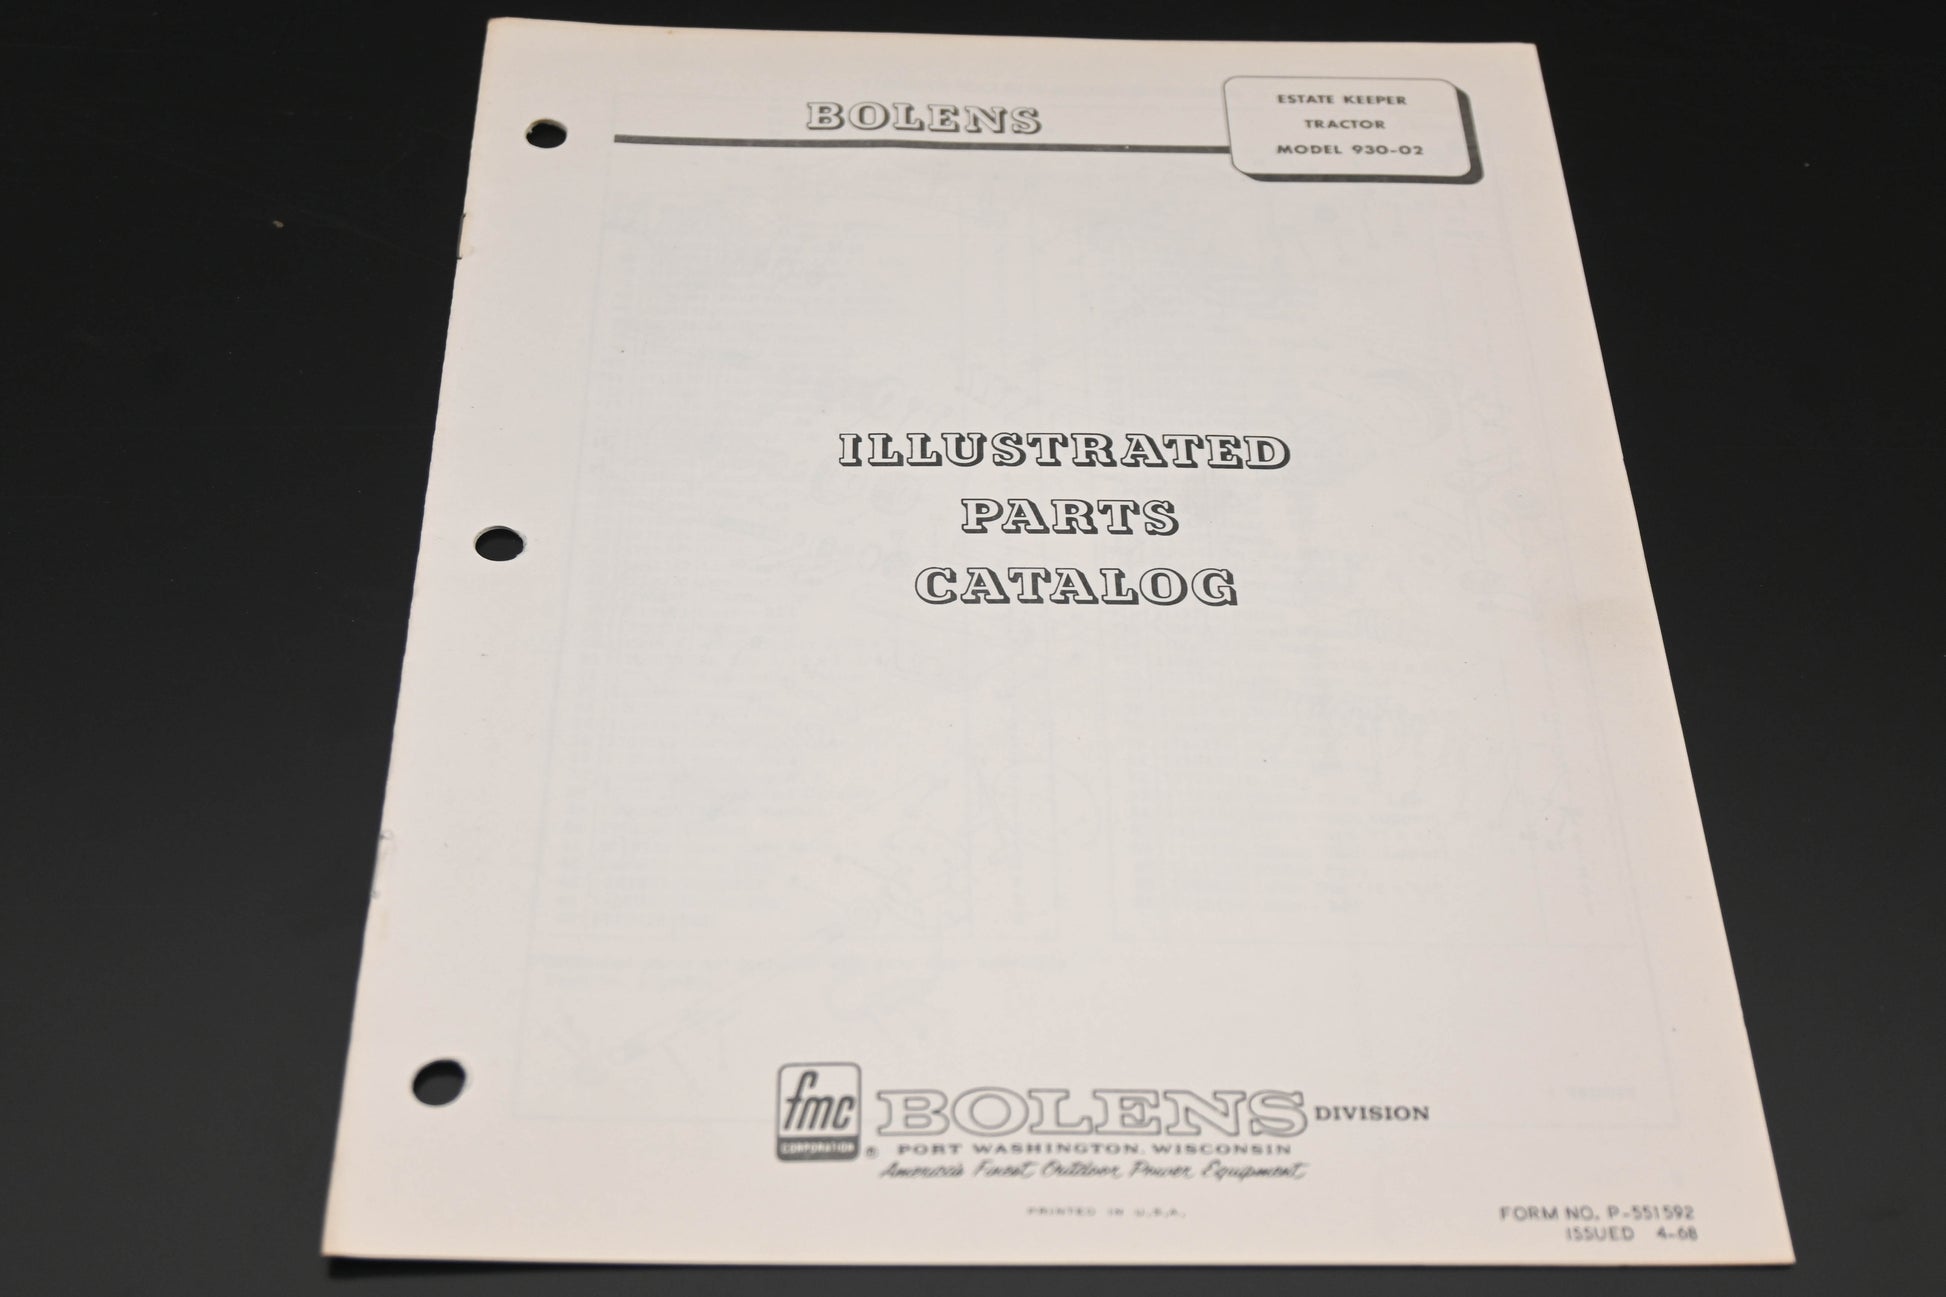 BOLENS
ESTATE KEEPER
TRACTOR
MODEL 930-02
ILLUSTRATED
PARTS
CATALOG
fmc
CORPORATION
®
BOLENS DIVISION
PORT WASHINGTON, WISCONSIN
America's Finest Outdoor Power Equipment
PRINTED IN U.S.A.
FORM NO. P-551592
ISSUED 4-68